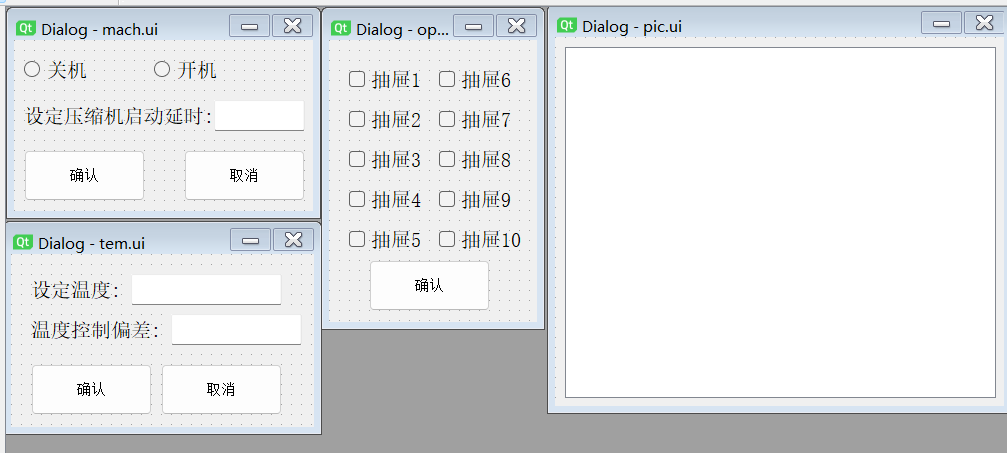 Qt Dialog - mach.ui
关机 开机
设定压缩机启动延时:
确认 取消
Qt Dialog - tem.ui
设定温度:
温度控制偏差:
确认 取消
Qt Dialog - op...
抽屉1 抽屉6
抽屉2 抽屉7
抽屉3 抽屉8
抽屉4 抽屉9
抽屉5 抽屉10
确认
Qt Dialog - pic.ui